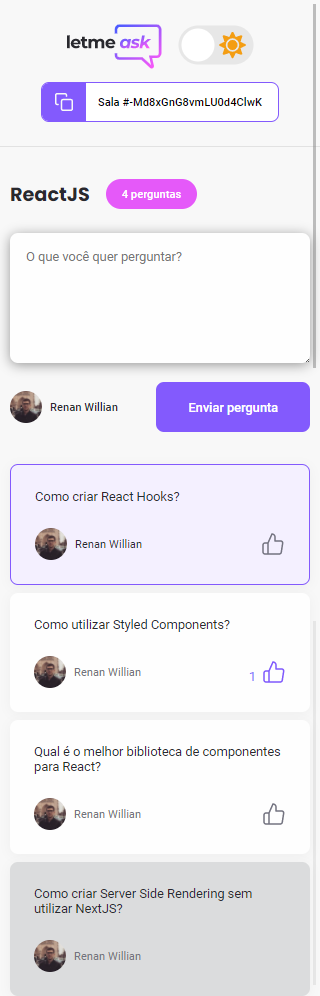 letme ask
Sala #-Md8xGnG8vmLU0d4ClwK
ReactJS
4 perguntas
O que você quer perguntar?
Renan Willian
Enviar pergunta
Como criar React Hooks?
Renan Willian
Como utilizar Styled Components?
Renan Willian
1
Qual é o melhor biblioteca de componentes
para React?
Renan Willian
Como criar Server Side Rendering sem
utilizar NextJS?
Renan Willian